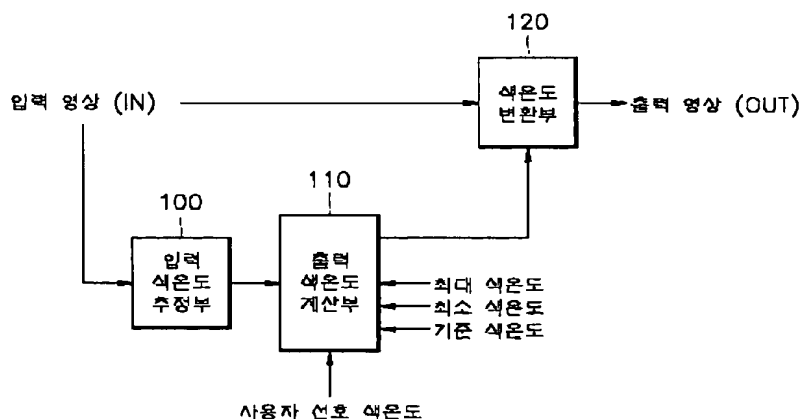 120
입력 영상 (IN)
색온도
변환부
출력 영상 (OUT)
100
110
입력
색온도
추정부
출력
색온도
계산부
최대 색온도
최소 색온도
기준 색온도
사용자 선호 색온도